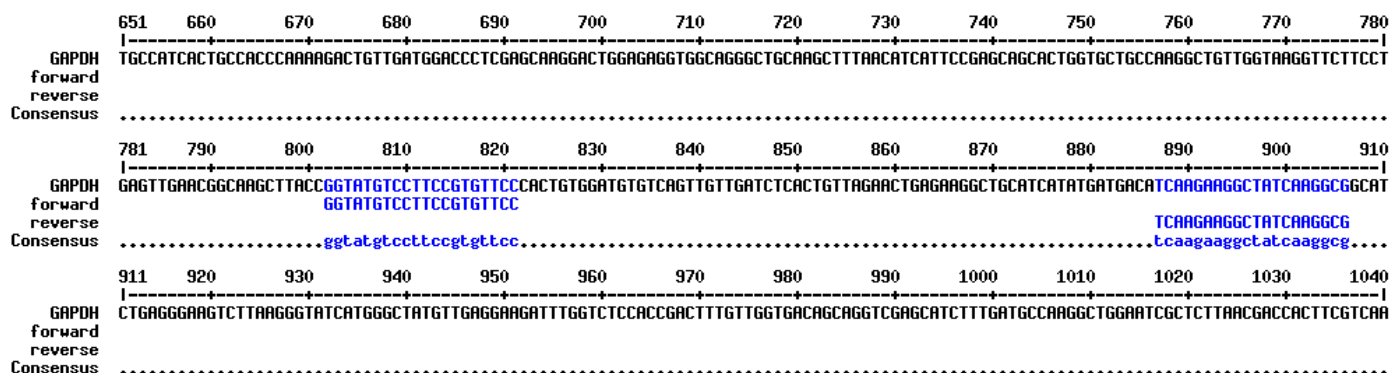 651 660 670 680 690 700 710 720 730 740 750 760 770 780
|--------+---------+---------+---------+---------+---------+---------+---------+---------+---------+---------+---------+---------|
GAPDH TGCCATCACTGCCACCCAAAAGACTGTTGATGGACCCTCGAGCAAGGACTGGAGAGGTGGCAGGGCTGCAAGCTTTAACATCATTCCGAGCAGCACTGGTGCTGCCAAGGCTGTTGGTAAGGTTCTTCCT
forward
reverse
Consensus ..................................................................................................................................
781 790 800 810 820 830 840 850 860 870 880 890 900 910
|--------+---------+---------+---------+---------+---------+---------+---------+---------+---------+---------+---------+---------|
GAPDH GAGTTGAACGGCAAGCTTACCGGTATGTCCTTCCGTGTTCCCACTGTGGATGTGTCAGTTGTTGATCTCACTGTTAGAACTGAGAAGGCTGCATCATATGATGACATCAAGAAGGCTATCAAGGCGGCAT
forward GGTATGTCCTTCCGTGTTCC
reverse TCAAGAAGGCTATCAAGGCG
Consensus .....................ggtatgtccttccgtgttcc.................................................................tcaagaaggctatcaaggcg....
911 920 930 940 950 960 970 980 990 1000 1010 1020 1030 1040
|--------+---------+---------+---------+---------+---------+---------+---------+---------+---------+---------+---------+---------|
GAPDH CTGAGGGAAGTCTTAAGGGTATCATGGGCTATGTTGAGGAAGATTTGGTCTCCACCGACTTTGTTGGTGACAGCAGGTCGAGCATCTTTGATGCCAAGGCTGGAATCGCTCTTAACGACCACTTCGTCAA
forward
reverse
Consensus ..................................................................................................................................